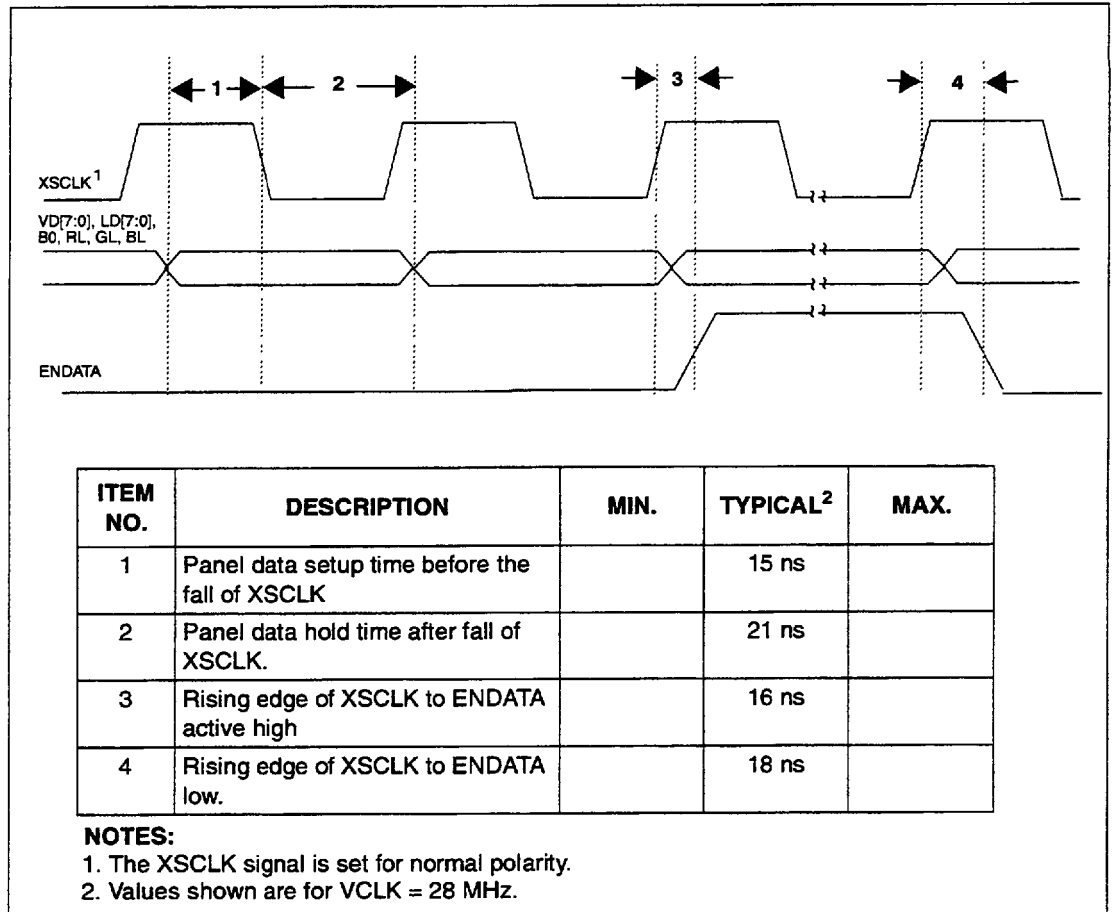 1
2
3
4
XSCLK1
VD[7:0], LD[7:0],
B0, RL, GL, BL
ENDATA
ITEM NO. DESCRIPTION MIN. TYPICAL2 MAX.
1 Panel data setup time before the fall of XSCLK 15 ns
2 Panel data hold time after fall of XSCLK. 21 ns
3 Rising edge of XSCLK to ENDATA active high 16 ns
4 Rising edge of XSCLK to ENDATA low. 18 ns
NOTES:
1. The XSCLK signal is set for normal polarity.
2. Values shown are for VCLK = 28 MHz.